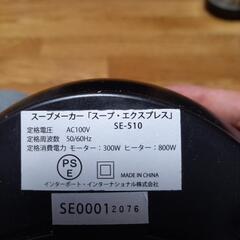 スープメーカー「スープ・エクスプレス」
SE-510
定格電圧 AC100V
定格周波数 50/60Hz
定格消費電力 モーター：300W ヒーター：800W
PSE
MADE IN CHINA
インターポート・インターナショナル株式会社
SE00012076